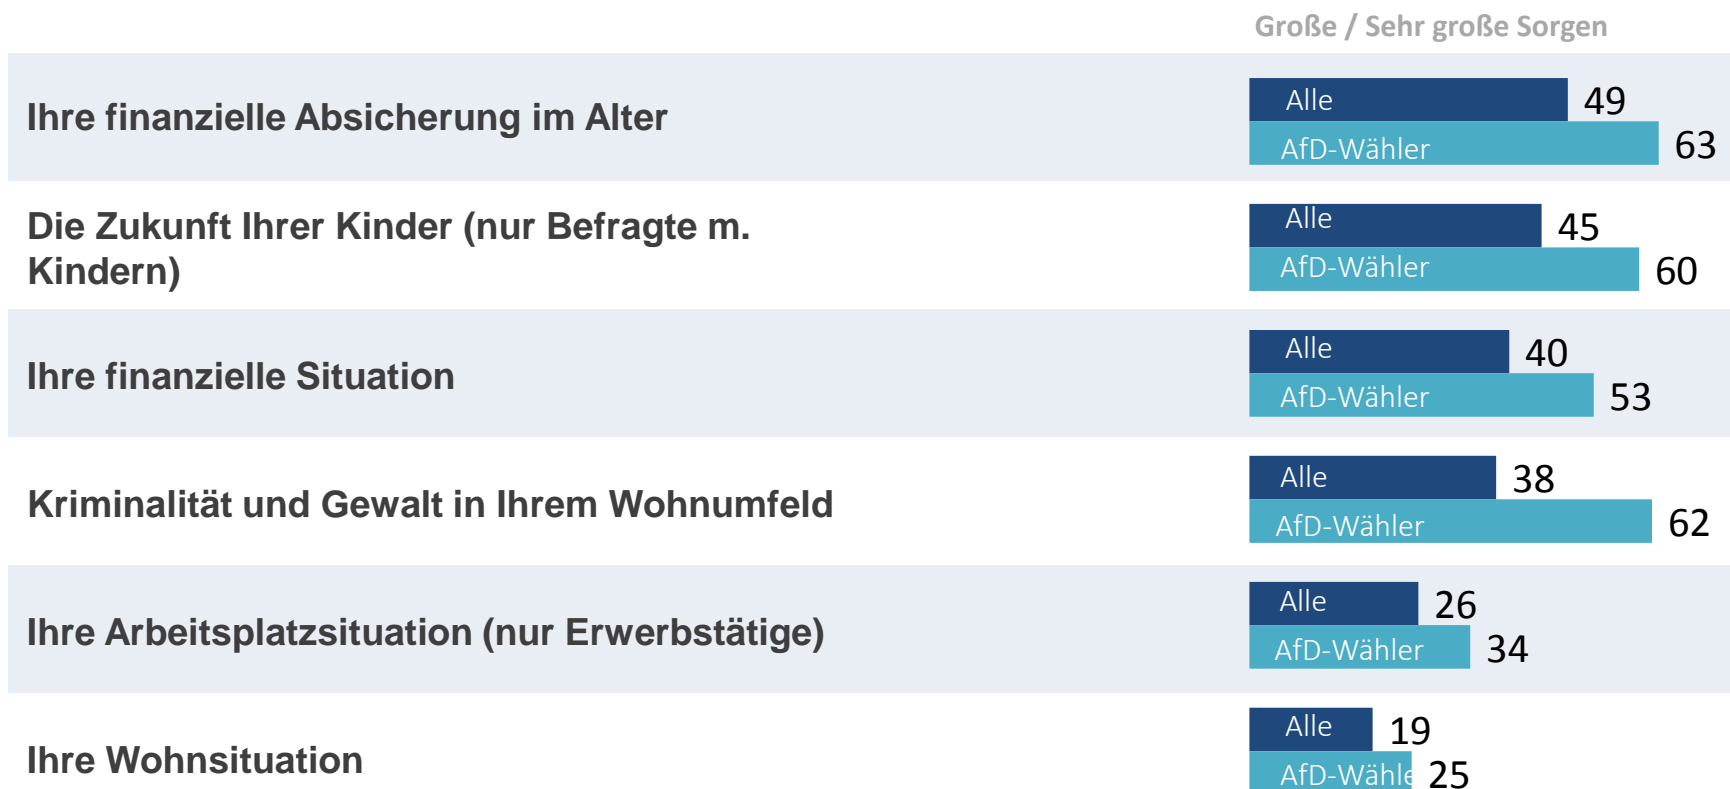 Große / Sehr große Sorgen
Ihre finanzielle Absicherung im Alter
Alle 49
AfD-Wähler 63
Die Zukunft Ihrer Kinder (nur Befragte m.
Kindern)
Alle 45
AfD-Wähler 60
Ihre finanzielle Situation
Alle 40
AfD-Wähler 53
Kriminalität und Gewalt in Ihrem Wohnumfeld
Alle 38
AfD-Wähler 62
Ihre Arbeitsplatzsituation (nur Erwerbstätige)
Alle 26
AfD-Wähler 34
Ihre Wohnsituation
Alle 19
AfD-Wähle 25